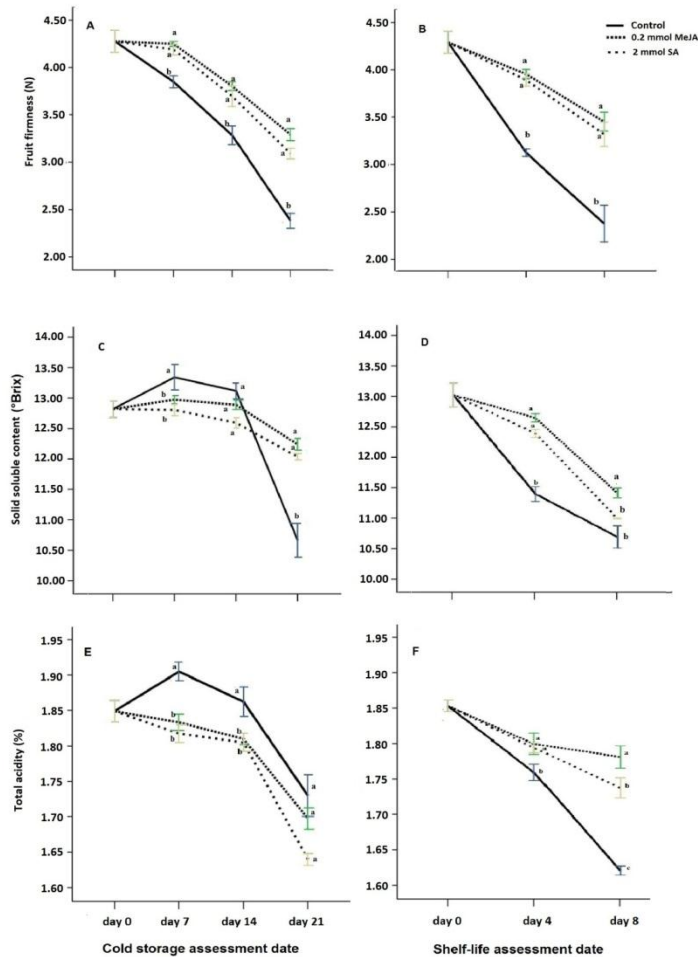 A
4.50
4.00
3.50
3.00
2.50
2.00
Fruit firmness (N)
a
a
b
a
a
b
a
a
b
B
4.50
4.00
3.50
3.00
2.50
2.00
a
a
b
a
a
b
Control
0.2 mmol MeJA
2 mmol SA
C
14.00
13.50
13.00
12.50
12.00
11.50
11.00
10.50
10.00
Solid soluble content (°Brix)
a
b
b
a
a
a
a
a
b
D
14.00
13.50
13.00
12.50
12.00
11.50
11.00
10.50
10.00
a
a
b
a
b
b
E
1.95
1.90
1.85
1.80
1.75
1.70
1.65
1.60
Total acidity (%)
a
b
b
a
b
b
a
a
a
day 0 day 7 day 14 day 21
Cold storage assessment date
F
1.95
1.90
1.85
1.80
1.75
1.70
1.65
1.60
a
a
b
a
b
c
day 0 day 4 day 8
Shelf-life assessment date